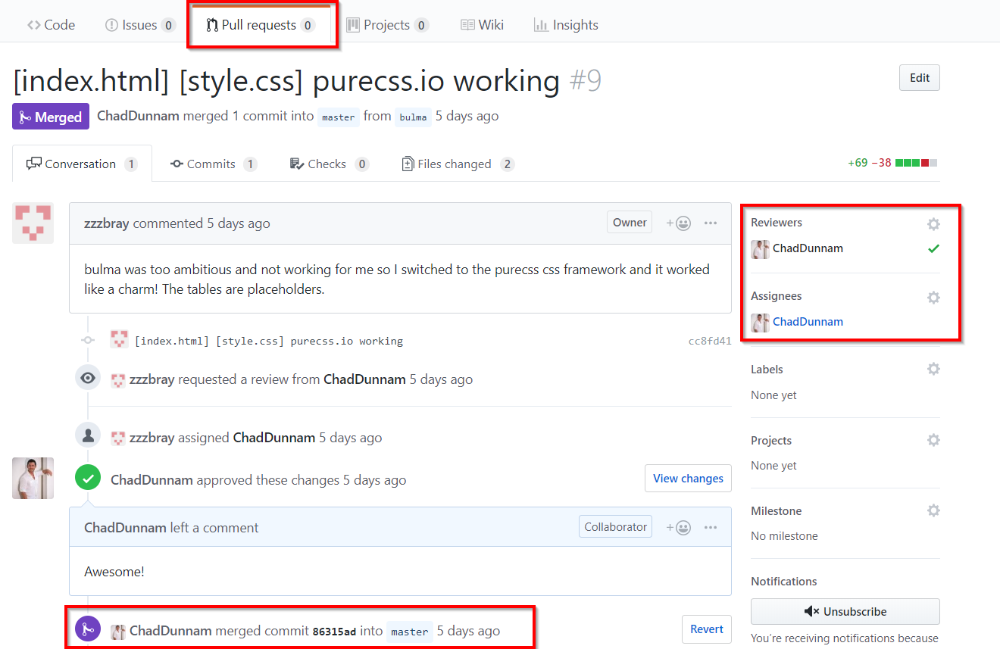 Code Issues 0 Pull requests 0 Projects 0 Wiki Insights
[index.html] [style.css] purecss.io working #9
Edit
Merged ChadDunnam merged 1 commit into master from bulma 5 days ago
Conversation 1 Commits 1 Checks 0 Files changed 2 +69 −38
zzzbray commented 5 days ago Owner
bulma was too ambitious and not working for me so I switched to the purecss css framework and it worked
like a charm! The tables are placeholders.
[index.html] [style.css] purecss.io working cc8fd41
zzzbray requested a review from ChadDunnam 5 days ago
zzzbray assigned ChadDunnam 5 days ago
ChadDunnam approved these changes 5 days ago View changes
ChadDunnam left a comment Collaborator
Awesome!
ChadDunnam merged commit 86315ad into master 5 days ago Revert
Reviewers
ChadDunnam
Assignees
ChadDunnam
Labels
None yet
Projects
None yet
Milestone
No milestone
Notifications
Unsubscribe
You're receiving notifications because